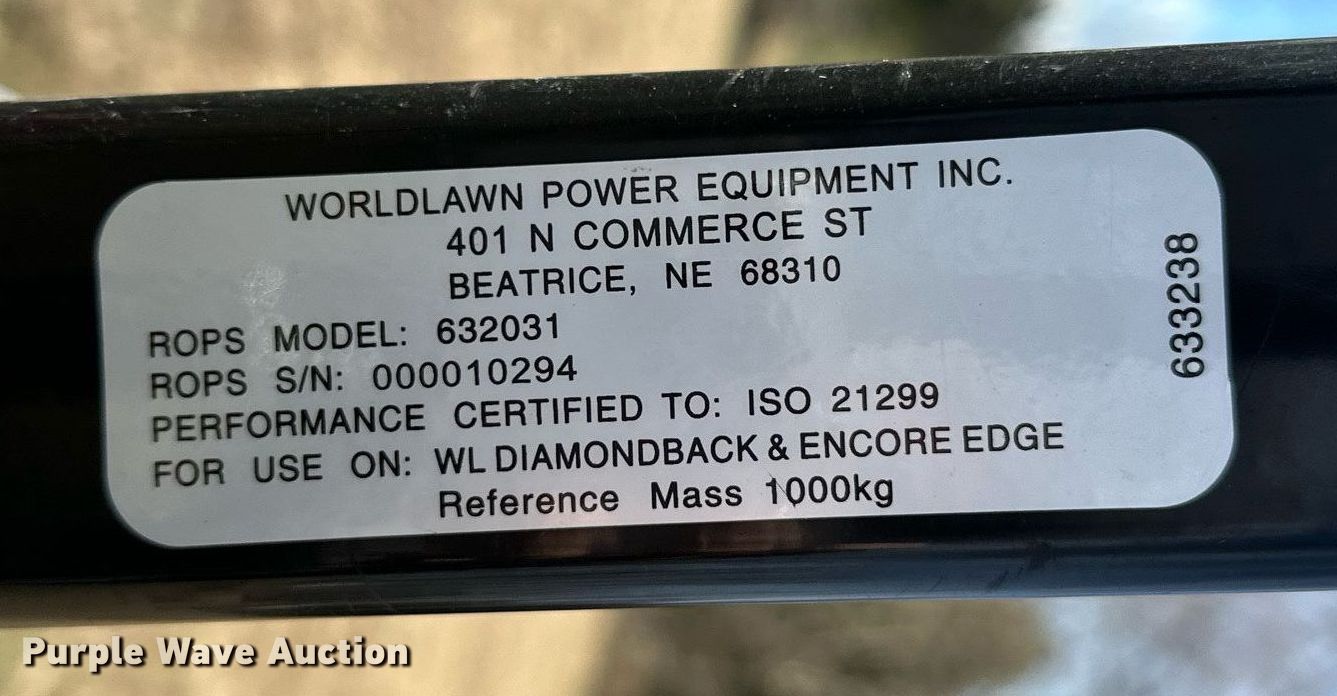 WORLDLAWN POWER EQUIPMENT INC.
401 N COMMERCE ST
BEATRICE, NE 68310
ROPS MODEL: 632031
ROPS S/N: 000010294
PERFORMANCE CERTIFIED TO: ISO 21299
FOR USE ON: WL DIAMONDBACK & ENCORE EDGE
Reference Mass 1000kg
633238
Purple Wave Auction